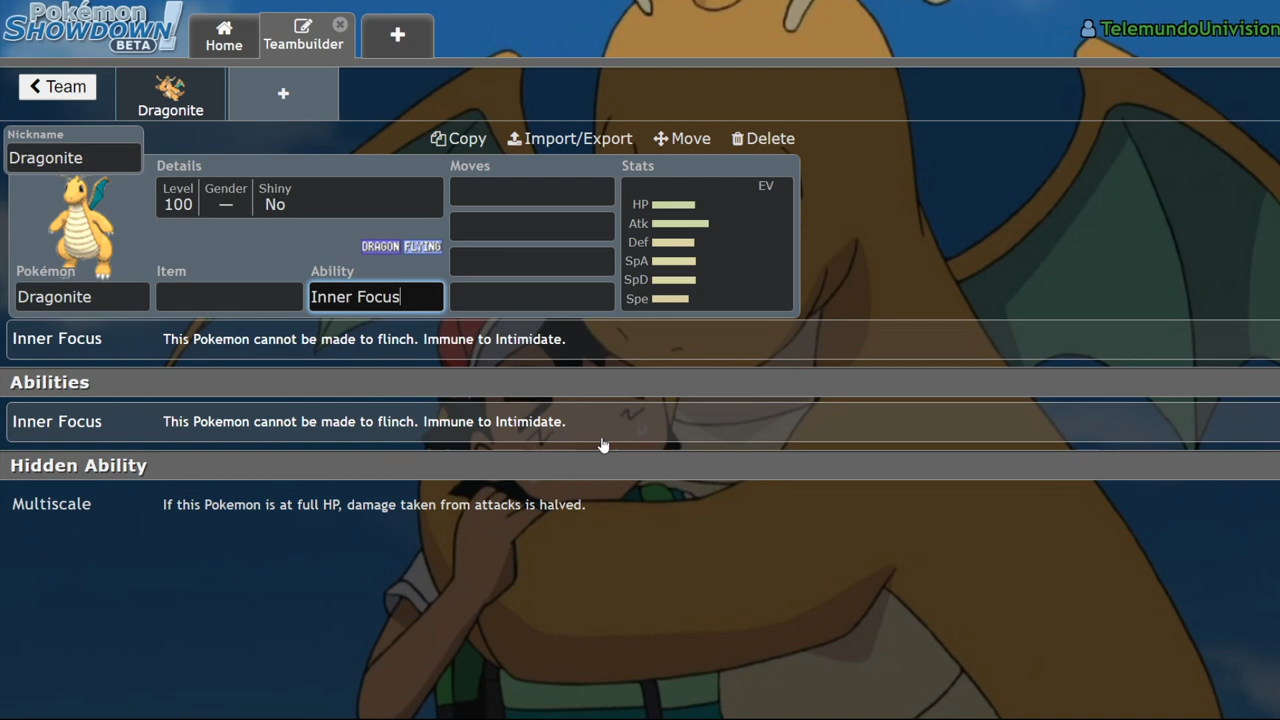 Pokémon
SHOWDOWN!
BETA
Home
Teambuilder
+
TelemundoUnivision
Team
Dragonite
+
Nickname
Dragonite
Copy Import/Export Move Delete
Details
Level Gender Shiny
100 — No
DRAGON FLYING
Pokémon Item Ability
Dragonite Inner Focus
Moves
Stats
EV
HP
Atk
Def
SpA
SpD
Spe
Inner Focus This Pokemon cannot be made to flinch. Immune to Intimidate.
Abilities
Inner Focus This Pokemon cannot be made to flinch. Immune to Intimidate.
Hidden Ability
Multiscale If this Pokemon is at full HP, damage taken from attacks is halved.